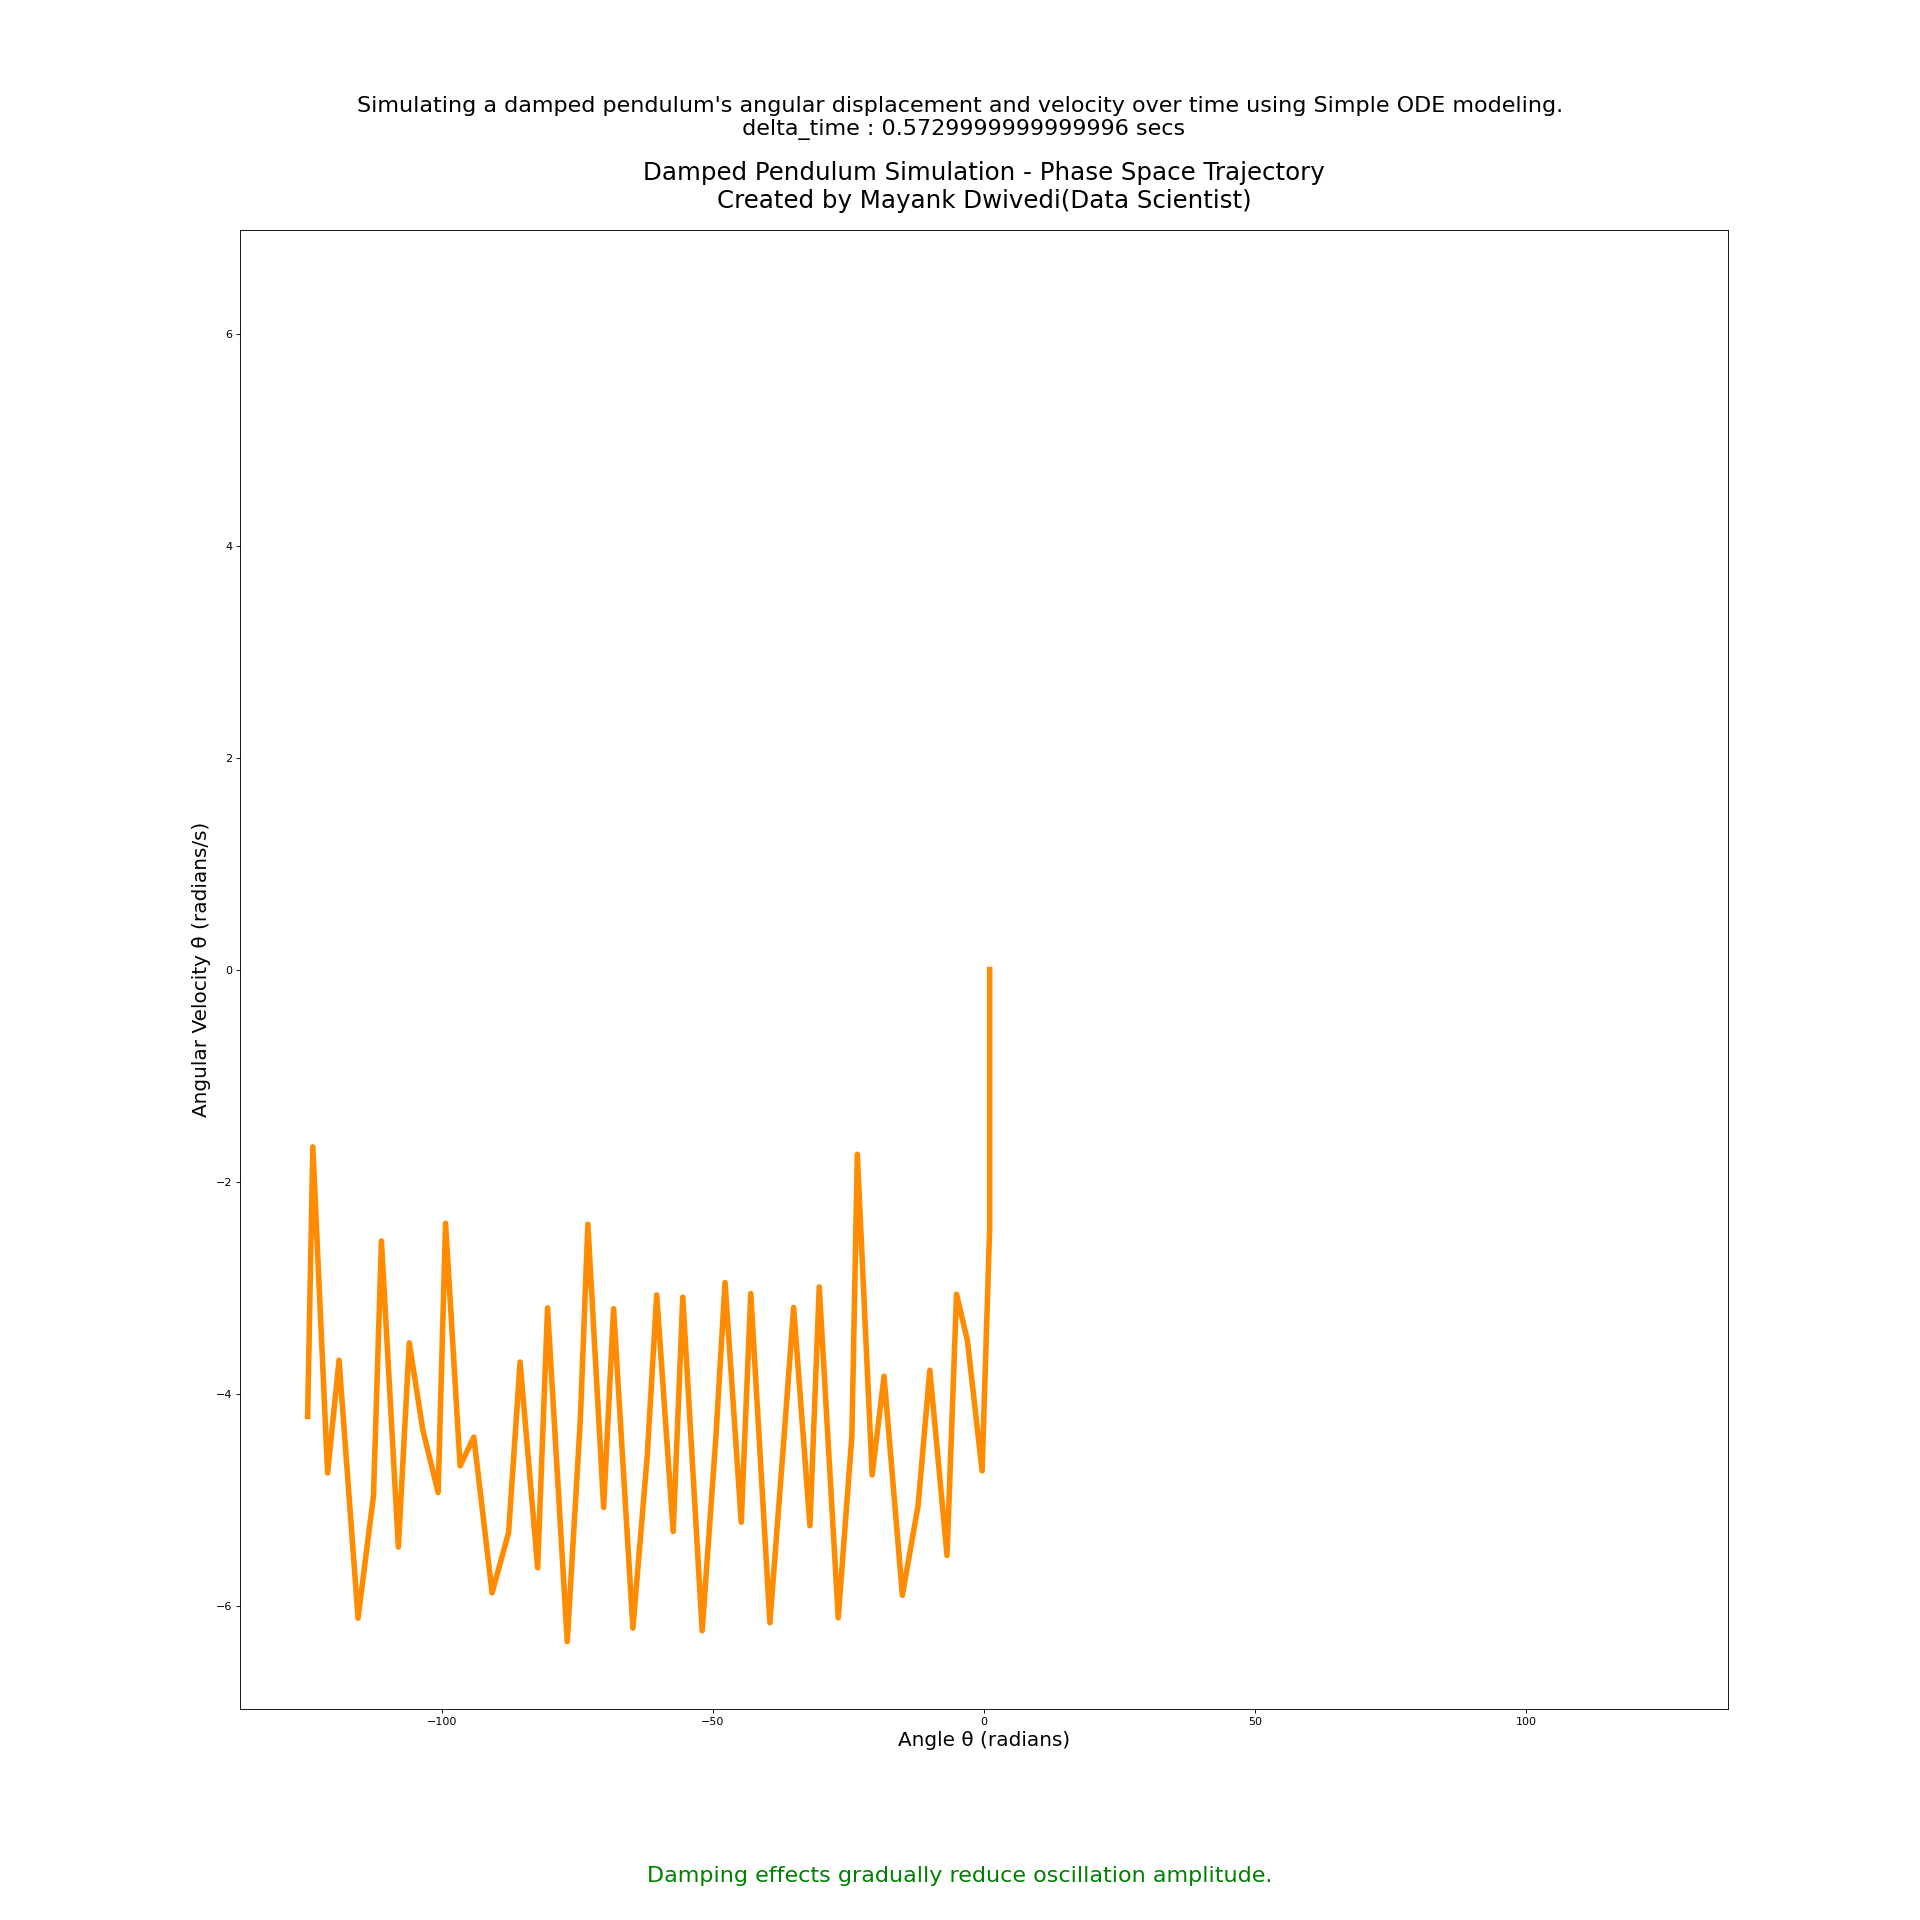 Simulating a damped pendulum's angular displacement and velocity over time using Simple ODE modeling.
delta_time : 0.5729999999999996 secs
Damped Pendulum Simulation - Phase Space Trajectory
Created by Mayank Dwivedi(Data Scientist)
6
4
2
0
−2
−4
−6
Angular Velocity θ̇ (radians/s)
−100
−50
0
50
100
Angle θ (radians)
Damping effects gradually reduce oscillation amplitude.